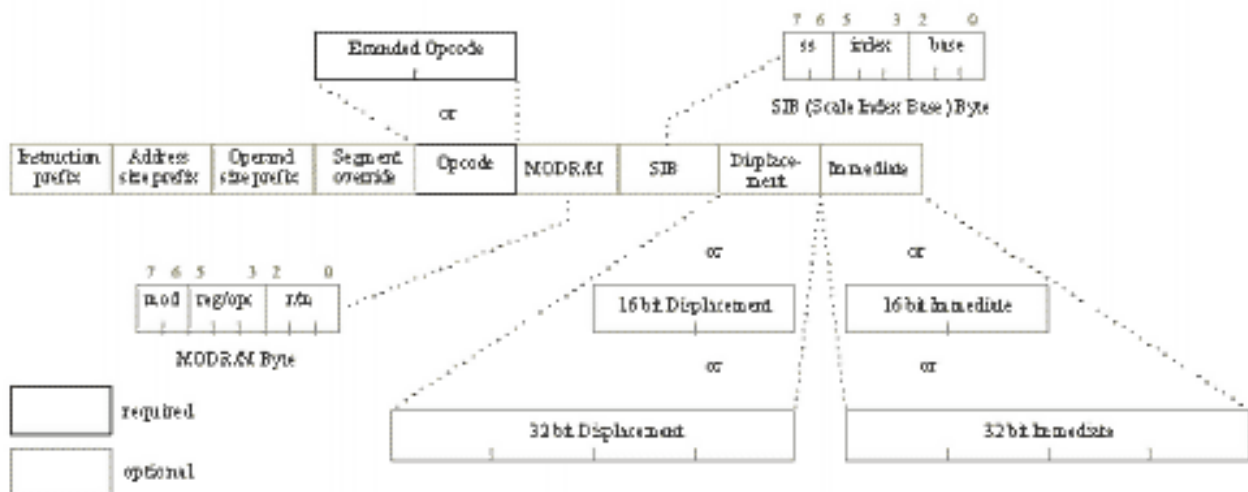 7 6 5 3 2 0
ss index base
SIB (Scale Index Base) Byte
Extended Opcode
or
Instruction prefix
Address size prefix
Operand size prefix
Segment override
Opcode
MODR/M
SIB
Displace-
ment
Immediate
7 6 5 3 2 0
mod reg/opc r/m
MODR/M Byte
or
or
16 bit Displacement
16 bit Immediate
or
or
32 bit Displacement
32 bit Immediate
required
optional